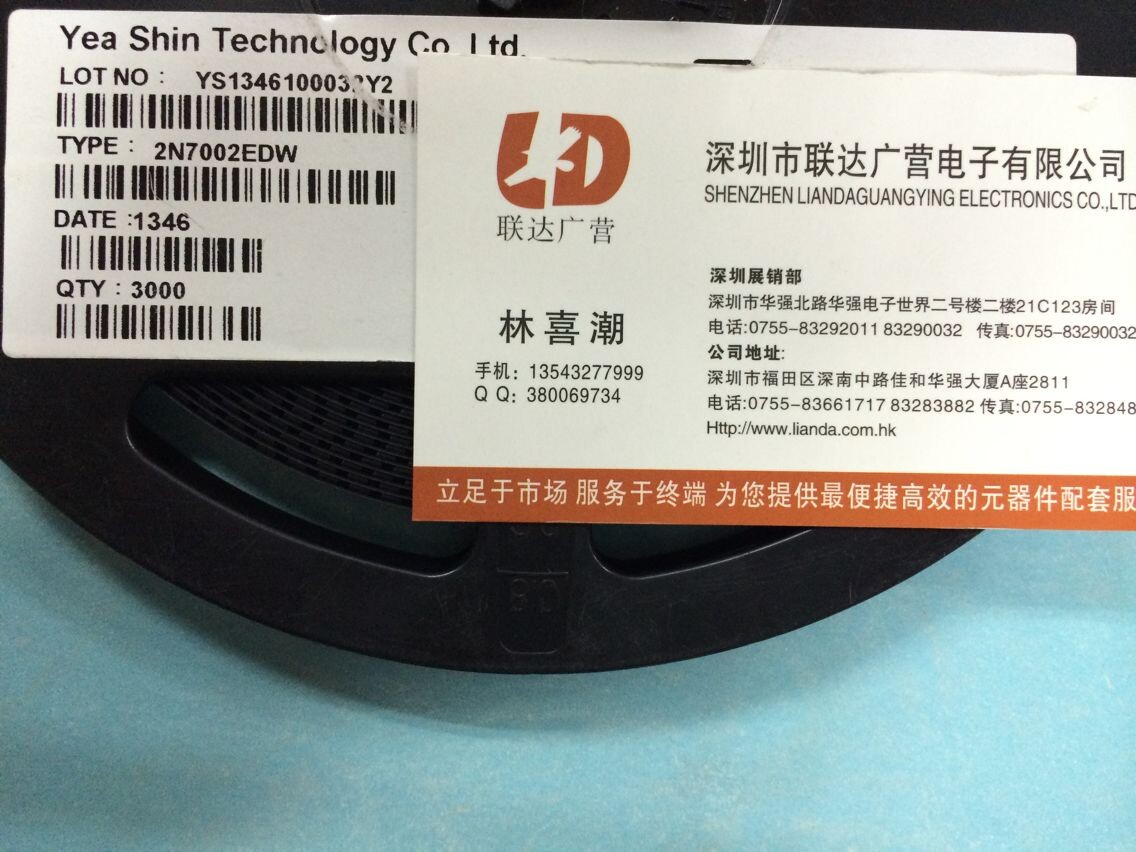 Yea Shin Technology Co. Ltd.
LOT NO :
TYPE : 2N7002EDW
DATE :1346
QTY : 3000
LD
联达广营
深圳市联达广营电子有限公司
SHENZHEN LIANDAGUANGYING ELECTRONICS CO.,LTD
林喜潮
手机: 13543277999
Q Q: 380069734
深圳展销部
深圳市华强北路华强电子世界二号楼二楼21C123房间
电话:0755-83292011 83290032 传真:0755-83290032
公司地址:
深圳市福田区深南中路佳和华强大厦A座2811
电话:0755-83661717 83283882 传真:0755-832848
Http://www.lianda.com.hk
立足于市场 服务于终端 为您提供最便捷高效的元器件配套服